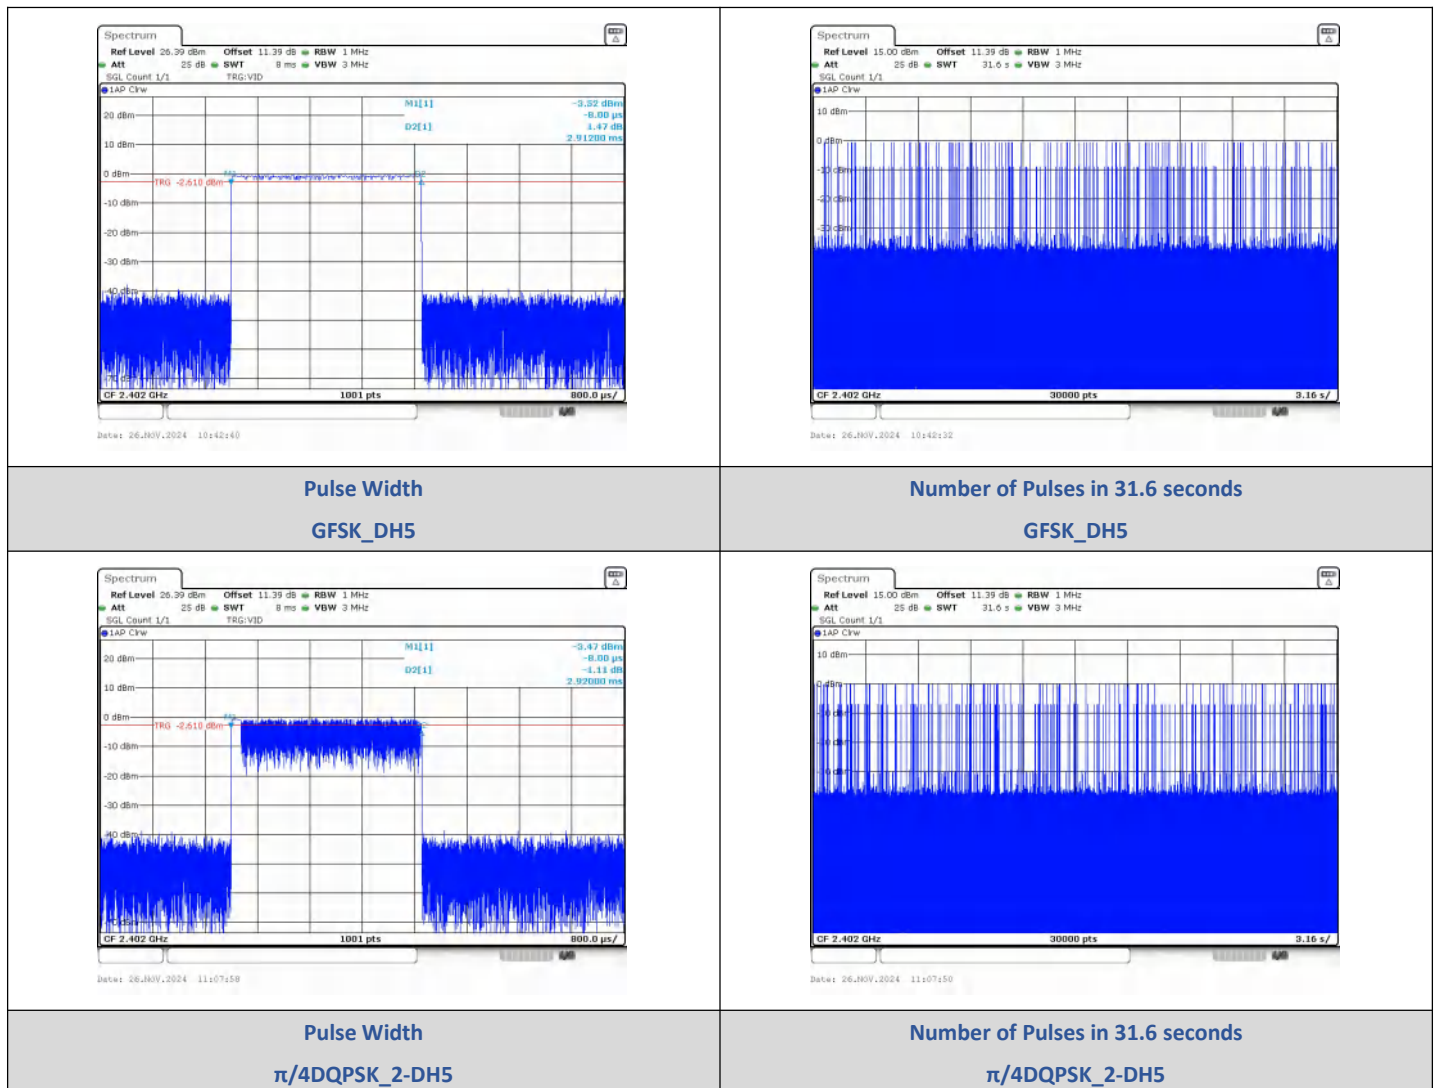 Spectrum
Ref Level 26.39 dBm Offset 11.39 dB RBW 1 MHz
Att 25 dB SWT 8 ms VBW 3 MHz
SGL Count 1/1 TRG:VID
1AP Clrw
M1[1] -3.32 dBm
-8.00 µs
D2[1] 1.47 dB
2.91200 ms
20 dBm
10 dBm
0 dBm
TRG -2.610 dBm
-10 dBm
-20 dBm
-30 dBm
-40 dBm
CF 2.402 GHz 1001 pts 800.0 µs/
Date: 26.NOV.2024 10:42:40
Spectrum
Ref Level 15.00 dBm Offset 11.39 dB RBW 1 MHz
Att 25 dB SWT 31.6 s VBW 3 MHz
SGL Count 1/1
1AP Clrw
10 dBm
0 dBm
CF 2.402 GHz 30000 pts 3.16 s/
Date: 26.NOV.2024 10:42:32
Pulse Width
GFSK_DH5
Number of Pulses in 31.6 seconds
GFSK_DH5
Spectrum
Ref Level 26.39 dBm Offset 11.39 dB RBW 1 MHz
Att 25 dB SWT 8 ms VBW 3 MHz
SGL Count 1/1 TRG:VID
1AP Clrw
M1[1] -3.47 dBm
-8.00 µs
D2[1] -1.11 dB
2.92000 ms
20 dBm
10 dBm
0 dBm
TRG -2.610 dBm
-10 dBm
-20 dBm
-30 dBm
-40 dBm
CF 2.402 GHz 1001 pts 800.0 µs/
Date: 26.NOV.2024 11:07:58
Spectrum
Ref Level 15.00 dBm Offset 11.39 dB RBW 1 MHz
Att 25 dB SWT 31.6 s VBW 3 MHz
SGL Count 1/1
1AP Clrw
10 dBm
0 dBm
CF 2.402 GHz 30000 pts 3.16 s/
Date: 26.NOV.2024 11:07:50
Pulse Width
π/4DQPSK_2-DH5
Number of Pulses in 31.6 seconds
π/4DQPSK_2-DH5